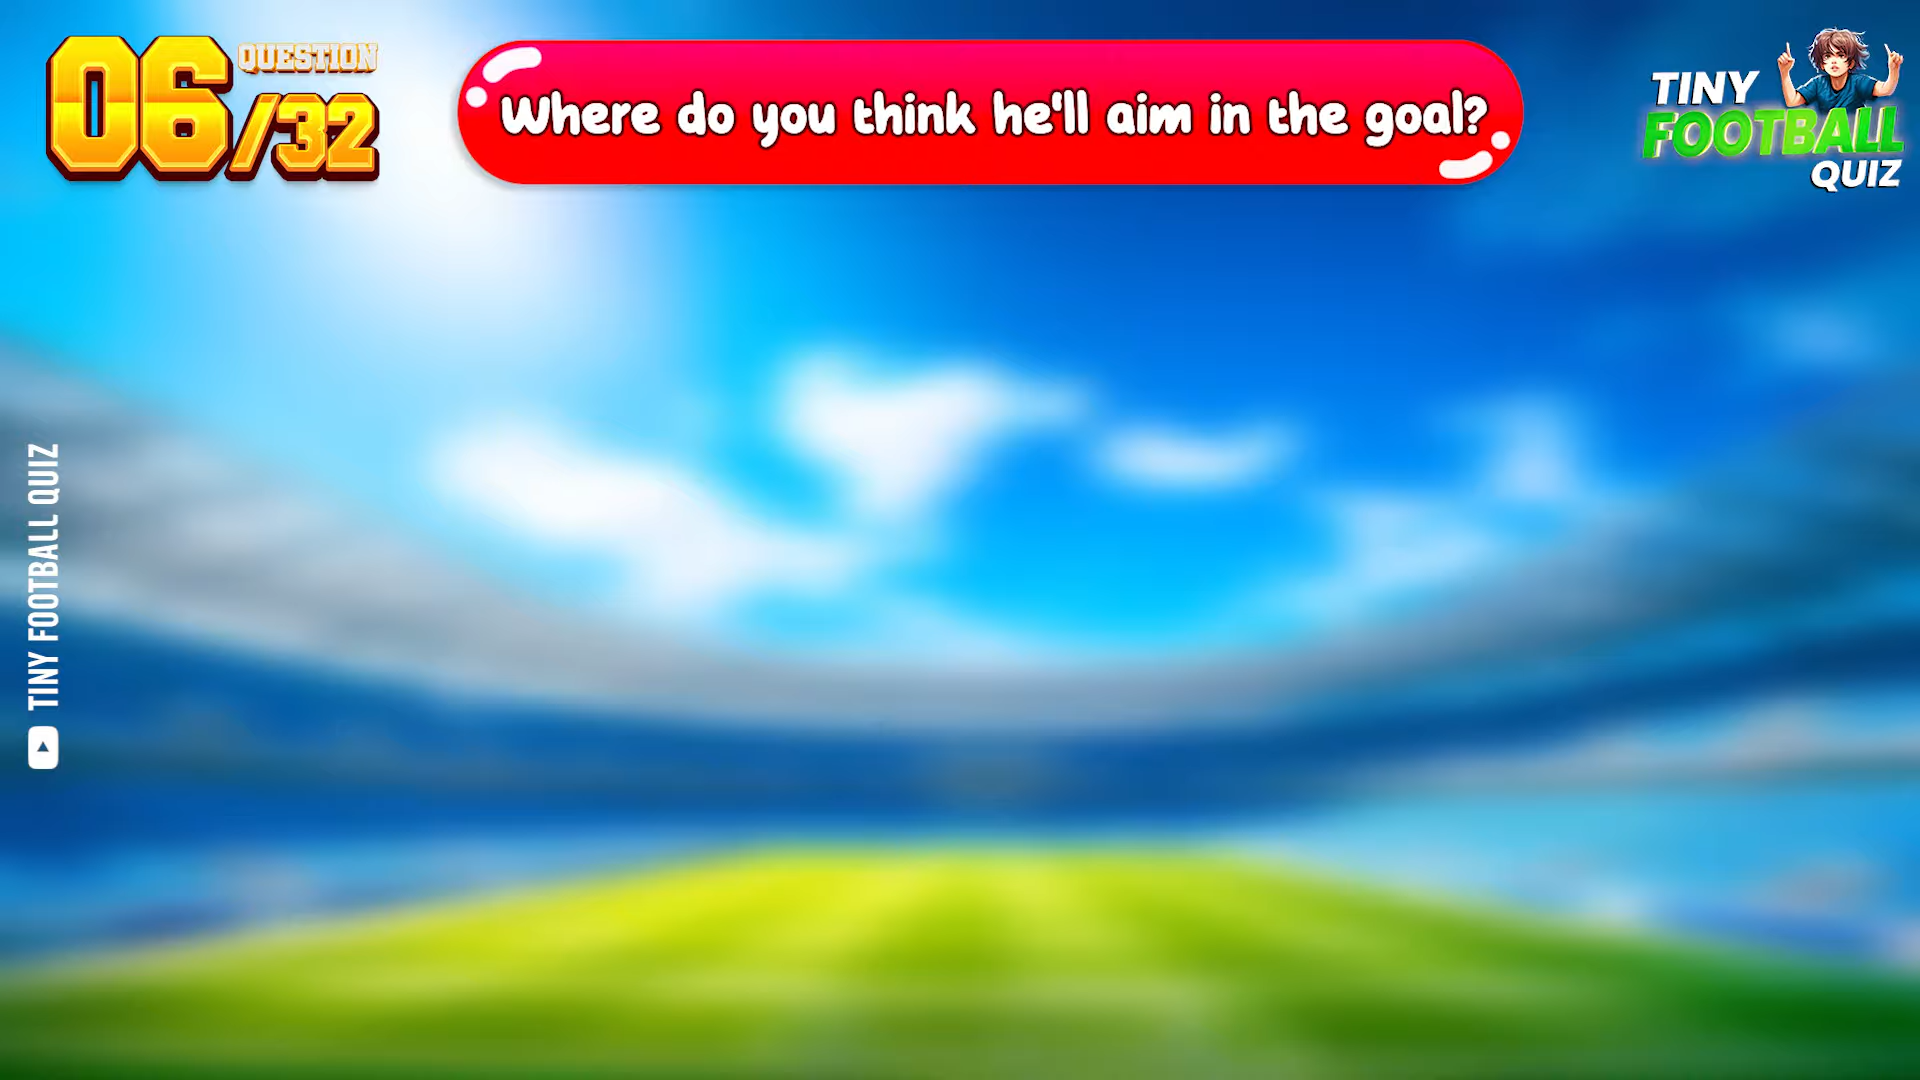 06/32
QUESTION
Where do you think he'll aim in the goal?
TINY
FOOTBALL
QUIZ
TINY FOOTBALL QUIZ